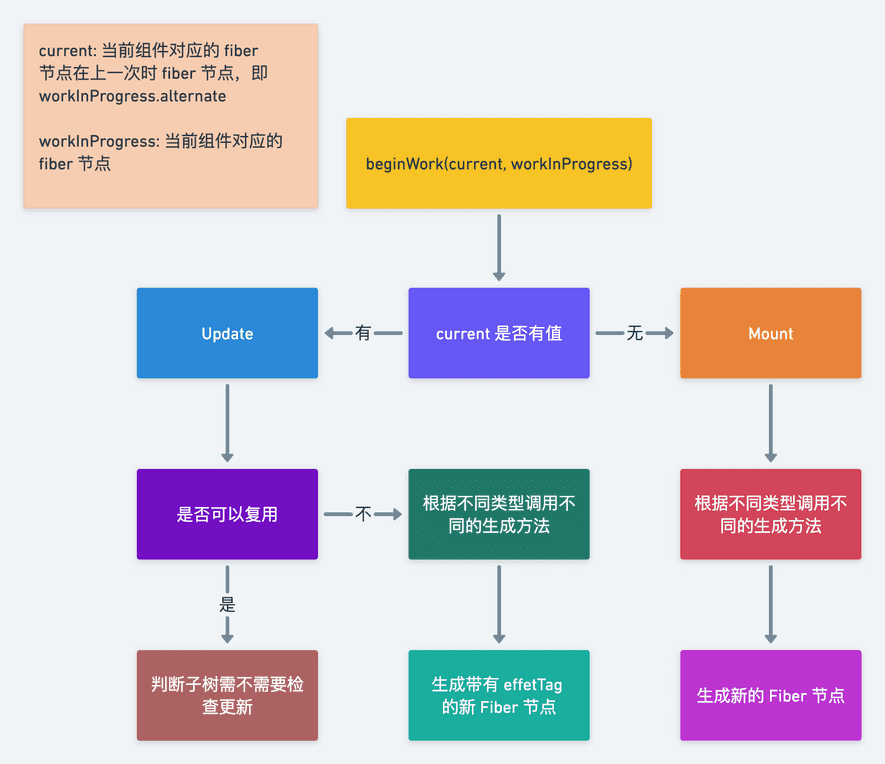 current: 当前组件对应的 fiber
节点在上一次时 fiber 节点，即
workInProgress.alternate
workInProgress: 当前组件对应的
fiber 节点
beginWork(current, workInProgress)
Update
有
current 是否有值
无
Mount
是否可以复用
不
根据不同类型调用不
同的生成方法
根据不同类型调用不
同的生成方法
是
判断子树需不需要检
查更新
生成带有 effetTag
的新 Fiber 节点
生成新的 Fiber 节点